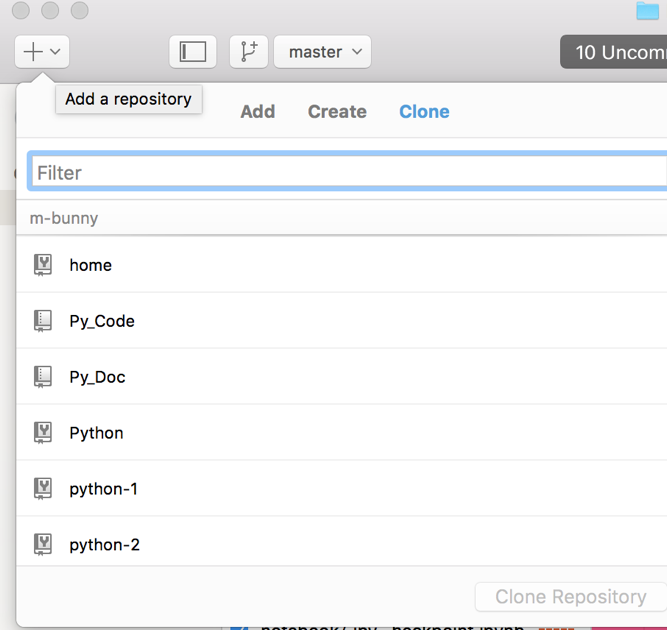 master
10 Uncom
Add a repository
Add Create Clone
Filter
m-bunny
home
Py_Code
Py_Doc
Python
python-1
python-2
Clone Repository